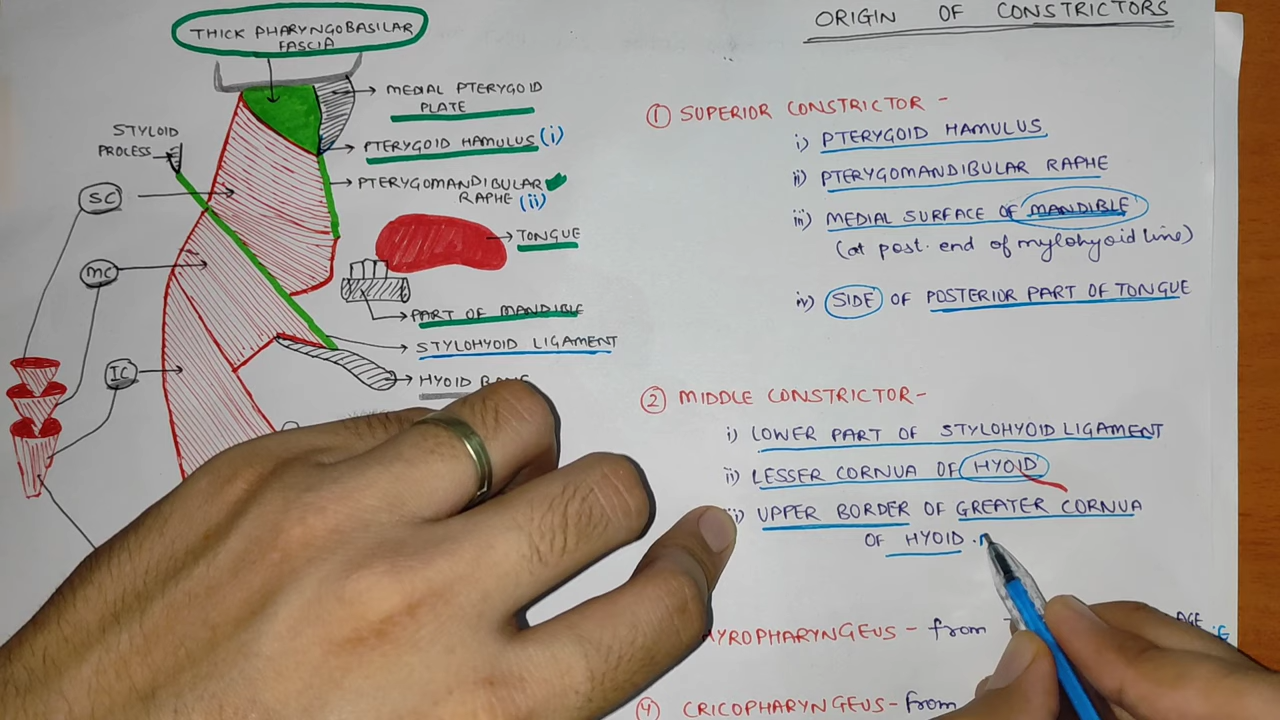 THICK PHARYNGOBASILAR
FASCIA
MEDIAL PTERYGOID
PLATE
STYLOID
PROCESS
PTERYGOID HAMULUS (i)
PTERYGOMANDIBULAR
RAPHE (ii)
SC
TONGUE
MC
PART OF MANDIBLE
STYLOHYOID LIGAMENT
IC
HYOID
ORIGIN OF CONSTRICTORS
① SUPERIOR CONSTRICTOR -
i) PTERYGOID HAMULUS
ii) PTERYGOMANDIBULAR RAPHE
iii) MEDIAL SURFACE OF MANDIBLE
(at post. end of mylohyoid line)
iv) SIDE OF POSTERIOR PART OF TONGUE
② MIDDLE CONSTRICTOR-
i) LOWER PART OF STYLOHYOID LIGAMENT
ii) LESSER CORNUA OF HYOID
UPPER BORDER OF GREATER CORNUA
OF HYOID.
YROPHARYNGEUS - from
④ CRICOPHARYNGEUS- from